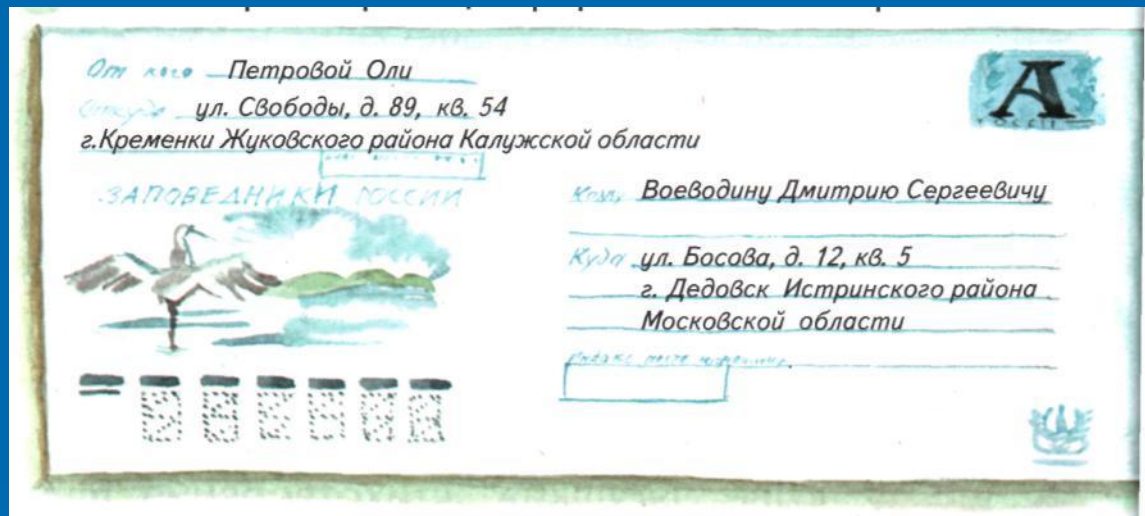 От кого Петровой Оли
Откуда ул. Свободы, д. 89, кв. 54
г.Кременки Жуковского района Калужской области
ЗАПОВЕДНИКИ РОССИИ
А
РОССИЯ
Кому Воеводину Дмитрию Сергеевичу
Куда ул. Босова, д. 12, кв. 5
г. Дедовск Истринского района
Московской области